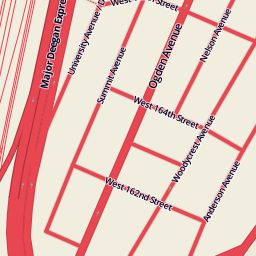 West
Street
Major Deegan Expre
University Avenue
Summit Avenue
Ogden Avenue
Nelson Avenue
West 164th Street
Woodycrest Avenue
Anderson Avenue
West 162nd Street